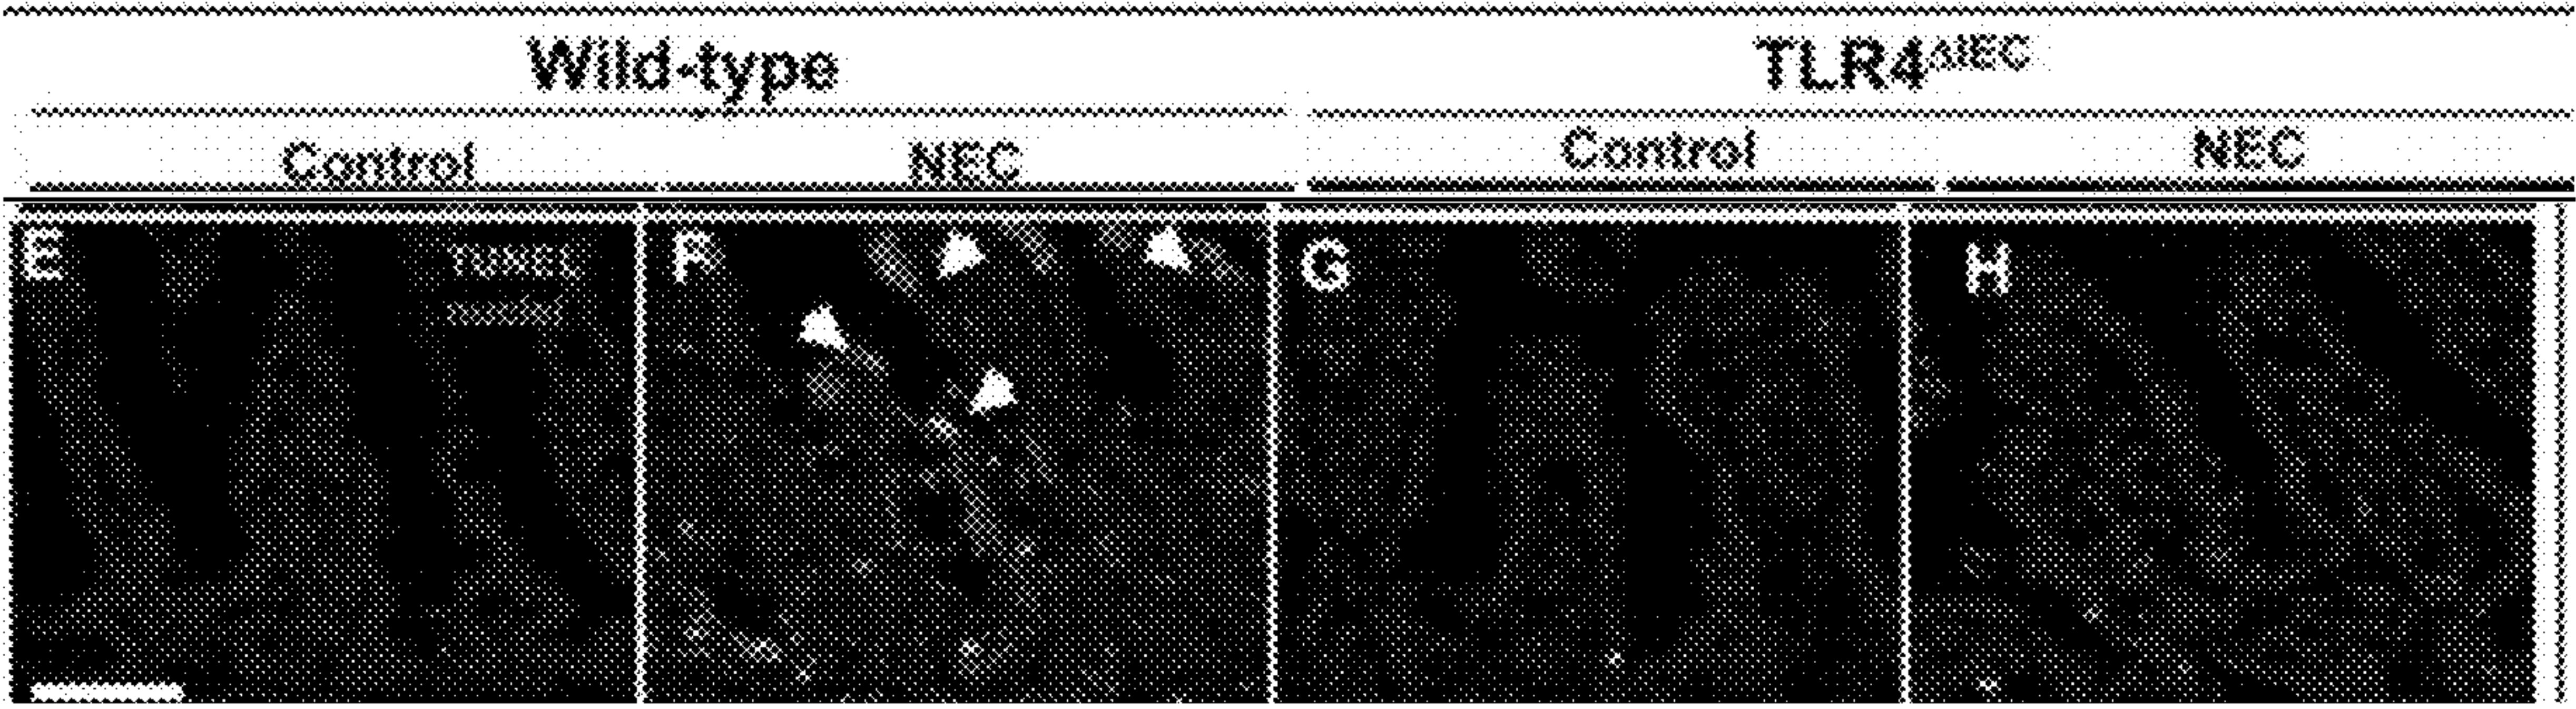 Wild-type TLR4ΔIEC
Control NEC Control NEC
E TUNEL F G H